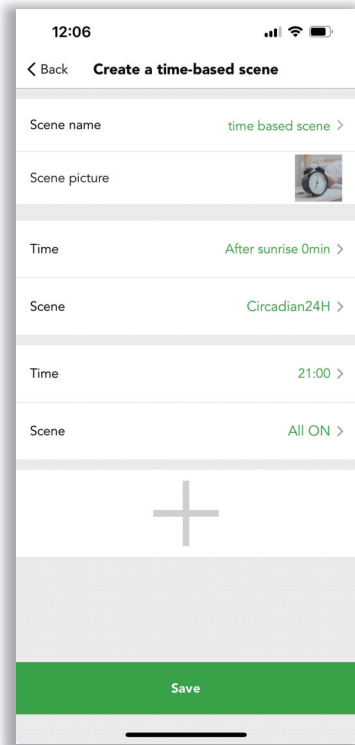 12:06
Back Create a time-based scene
Scene name time based scene
Scene picture
Time After sunrise 0min
Scene Circadian24H
Time 21:00
Scene All ON
Save